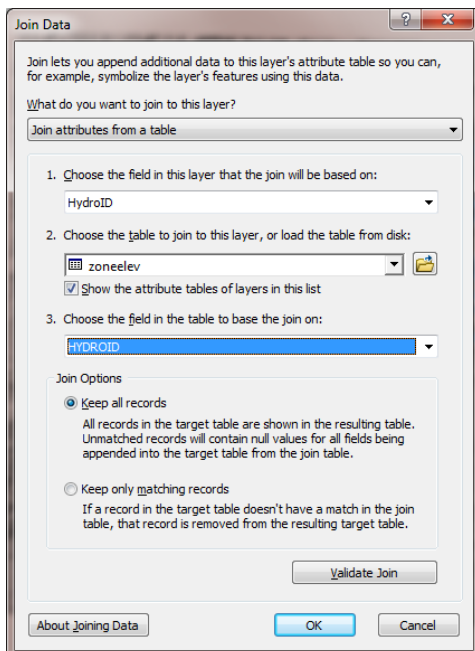 Join Data
Join lets you append additional data to this layer's attribute table so you can,
for example, symbolize the layer's features using this data.
What do you want to join to this layer?
Join attributes from a table
1. Choose the field in this layer that the join will be based on:
HydroID
2. Choose the table to join to this layer, or load the table from disk:
zoneelev
Show the attribute tables of layers in this list
3. Choose the field in the table to base the join on:
HYDROID
Join Options
Keep all records
All records in the target table are shown in the resulting table.
Unmatched records will contain null values for all fields being
appended into the target table from the join table.
Keep only matching records
If a record in the target table doesn't have a match in the join
table, that record is removed from the resulting target table.
Validate Join
About Joining Data OK Cancel